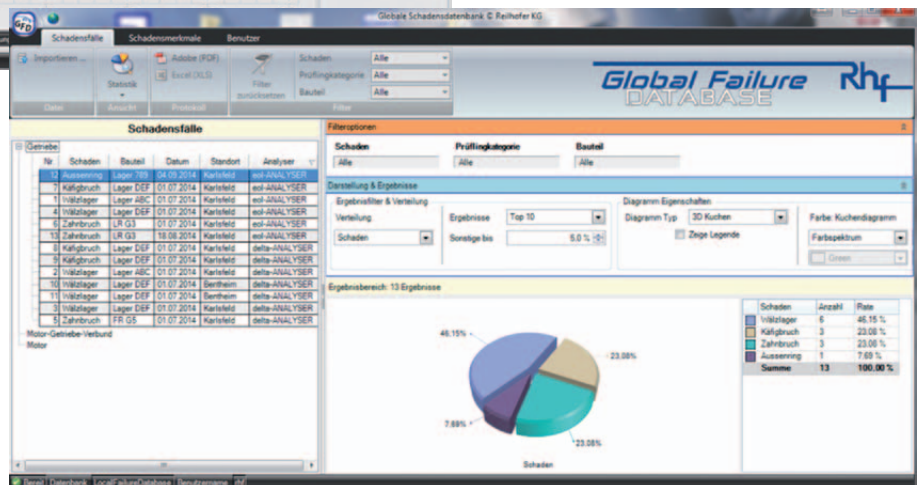 GFD
Globale Schadensdatenbank © Reilhofer KG
Schadensfälle Schadensmerkmale Benutzer
Importieren ... Statistik Adobe (PDF) Excel (XLS) Filter zurücksetzen
Schaden Alle
Prüflingkategorie Alle
Bauteil Alle
Datei Ansicht Protokoll Filter
Global Failure
DATABASE
Rhf
Schadensfälle
Getriebe
Nr Schaden Bauteil Datum Standort Analyser
12 Aussenring Lager 789 04.09.2014 Karlsfeld eol-ANALYSER
7 Käfigbruch Lager DEF 01.07.2014 Karlsfeld eol-ANALYSER
1 Wälzlager Lager ABC 01.07.2014 Karlsfeld eol-ANALYSER
4 Wälzlager Lager DEF 01.07.2014 Karlsfeld eol-ANALYSER
6 Zahnbruch LR G3 01.07.2014 Karlsfeld eol-ANALYSER
13 Zahnbruch LR G3 18.08.2014 Karlsfeld eol-ANALYSER
8 Käfigbruch Lager DEF 01.07.2014 Karlsfeld delta-ANALYSER
9 Käfigbruch Lager DEF 01.07.2014 Karlsfeld delta-ANALYSER
2 Wälzlager Lager ABC 01.07.2014 Karlsfeld delta-ANALYSER
10 Wälzlager Lager DEF 01.07.2014 Bentheim delta-ANALYSER
11 Wälzlager Lager DEF 01.07.2014 Bentheim delta-ANALYSER
3 Wälzlager Lager DEF 01.07.2014 Karlsfeld delta-ANALYSER
5 Zahnbruch FR G5 01.07.2014 Karlsfeld delta-ANALYSER
Motor-Getriebe-Verbund
Motor
Filteroptionen
Schaden Prüflingkategorie Bauteil
Alle Alle Alle
Darstellung & Ergebnisse
Ergebnisfilter & Verteilung Diagramm Eigenschaften
Verteilung Ergebnisse Top 10 Diagramm Typ 3D Kuchen Farbe: Kuchendiagramm
Schaden Sonstige bis 5,0 % Zeige Legende Farbspektrum
Green
Ergebnisbereich: 13 Ergebnisse
46.15%
23.08%
7.69%
23.08%
Schaden
Schaden Anzahl Rate
Wälzlager 6 46,15 %
Käfigbruch 3 23,08 %
Zahnbruch 3 23,08 %
Aussenring 1 7,69 %
Summe 13 100,00 %
Bereit Datenbank LocalFailureDatabase Benutzername rhf